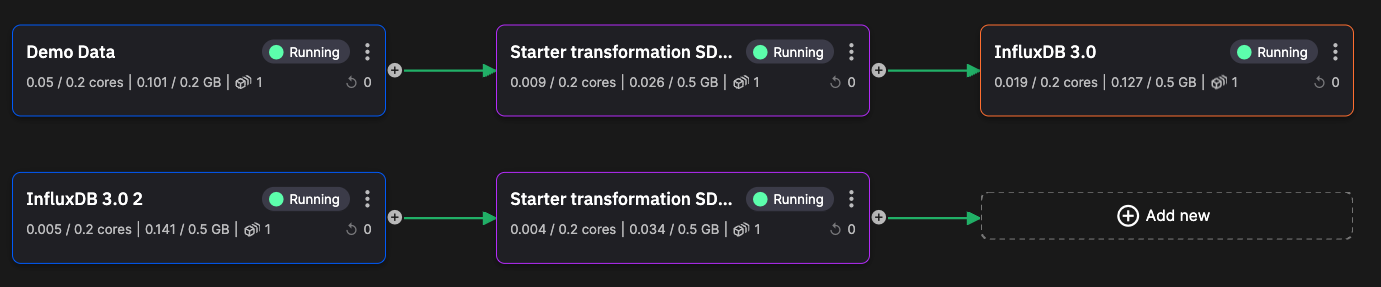 Demo Data Running
0.05 / 0.2 cores | 0.101 / 0.2 GB | 1 0
Starter transformation SD... Running
0.009 / 0.2 cores | 0.026 / 0.5 GB | 1 0
InfluxDB 3.0 Running
0.019 / 0.2 cores | 0.127 / 0.5 GB | 1 0
InfluxDB 3.0 2 Running
0.005 / 0.2 cores | 0.141 / 0.5 GB | 1 0
Starter transformation SD... Running
0.004 / 0.2 cores | 0.034 / 0.5 GB | 1 0
Add new